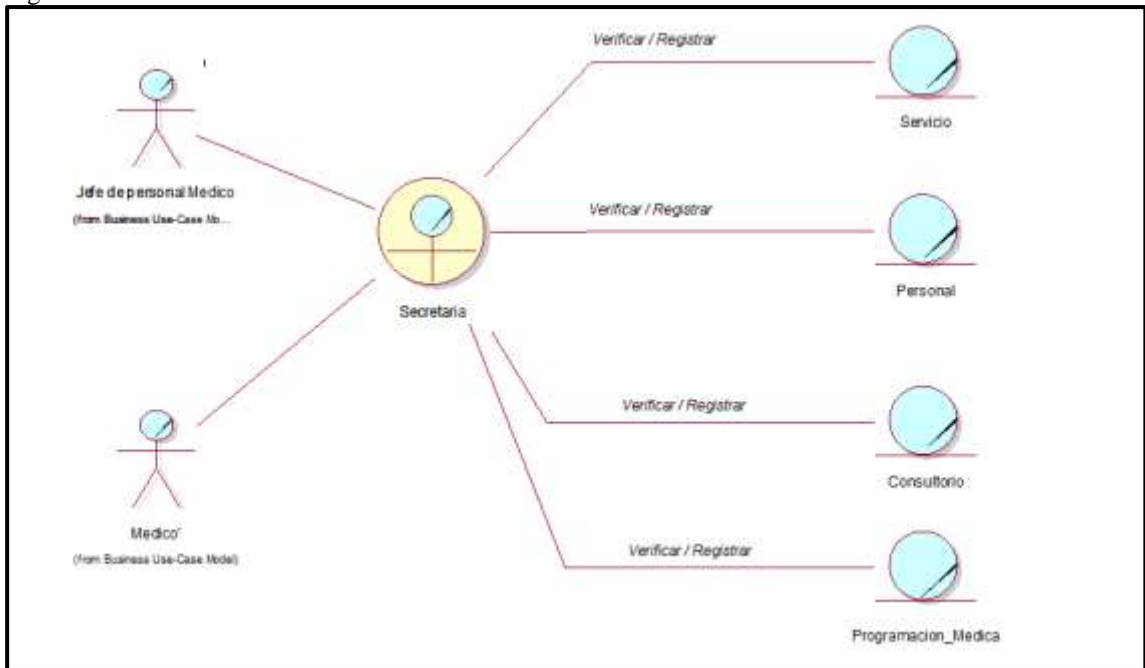 Verificar / Registrar
Servicio
Jefe de personal Medico
(from Business Use-Case Mo...
Verificar / Registrar
Personal
Secretaria
Verificar / Registrar
Consultorio
Medico'
(from Business Use-Case Model)
Verificar / Registrar
Programacion_Medica